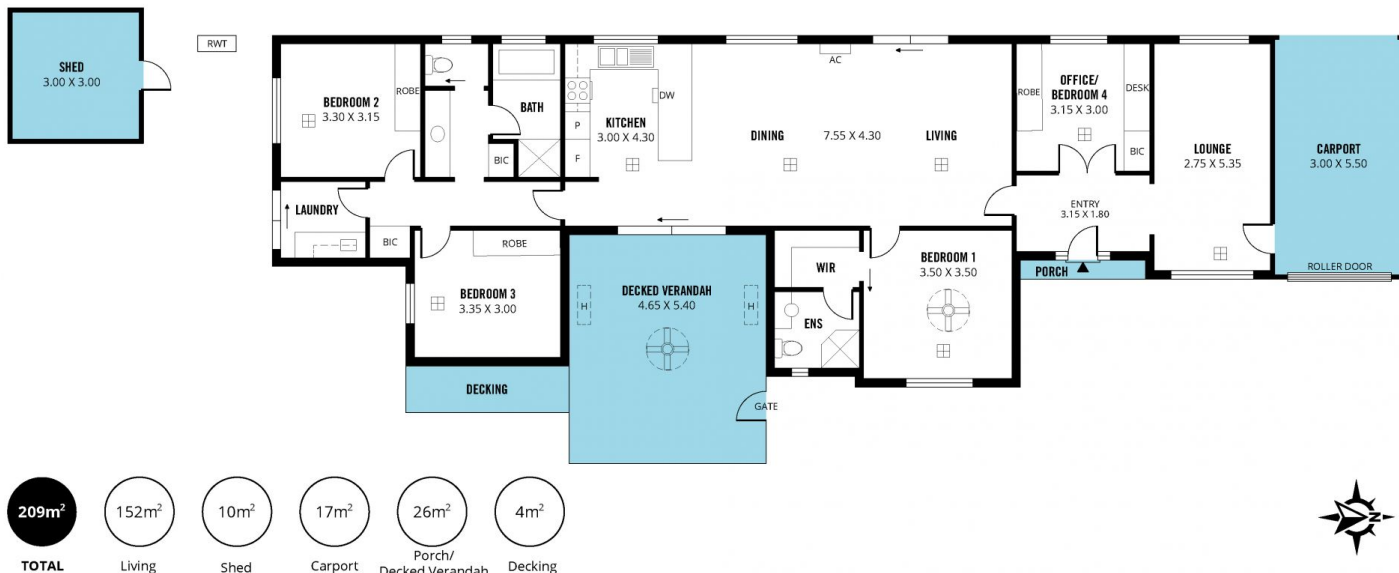 SHED
3.00 X 3.00
RWT
BEDROOM 2
3.30 X 3.15
ROBE
BATH
BIC
P
F
KITCHEN
3.00 X 4.30
DW
DINING
7.55 X 4.30
LIVING
AC
ROBE
OFFICE/
BEDROOM 4
3.15 X 3.00
DESK
BIC
LOUNGE
2.75 X 5.35
CARPORT
3.00 X 5.50
ROLLER DOOR
LAUNDRY
BIC
ROBE
BEDROOM 3
3.35 X 3.00
DECKING
DECKED VERANDAH
4.65 X 5.40
H
H
GATE
WIR
ENS
BEDROOM 1
3.50 X 3.50
ENTRY
3.15 X 1.80
PORCH
209m²
TOTAL
152m²
Living
10m²
Shed
17m²
Carport
26m²
Porch/
Decked Verandah
4m²
Decking
N